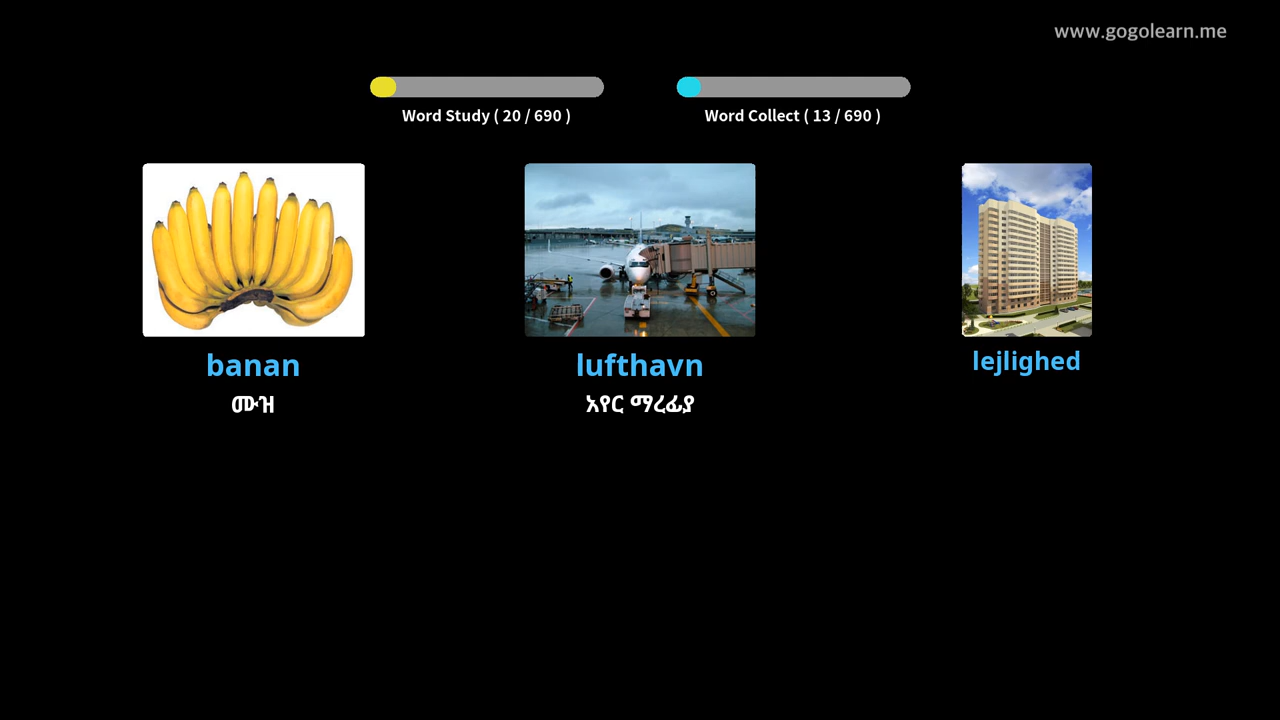 www.gogolearn.me
Word Study ( 20 / 690 )
Word Collect ( 13 / 690 )
banan
lufthavn
lejlighed
ሙዝ
አየር ማረፊያ